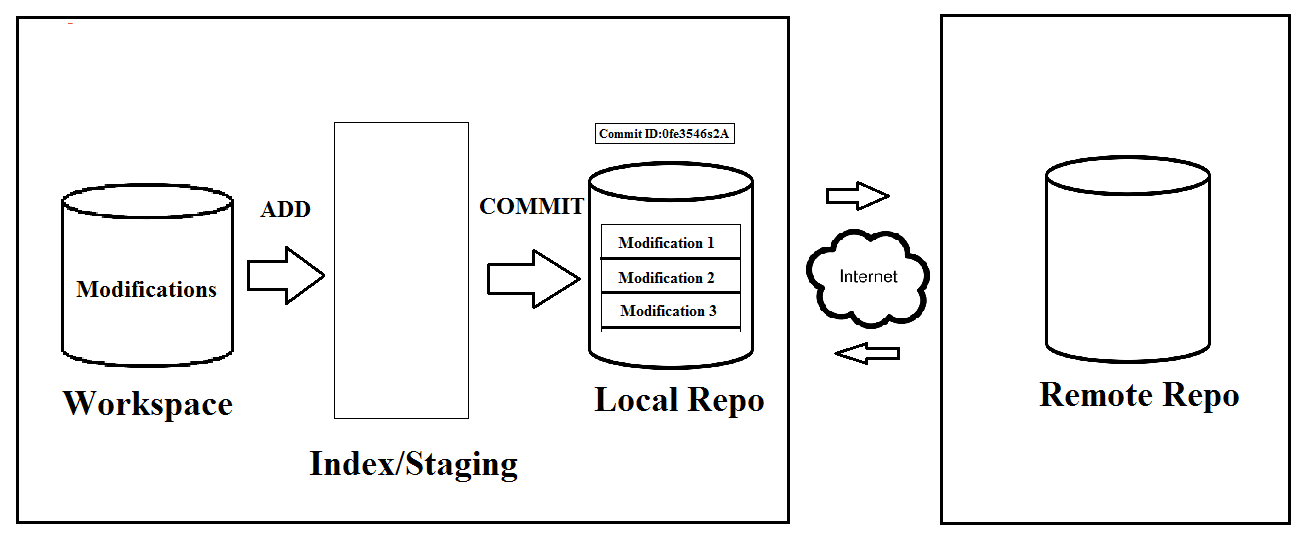 Commit ID:0fe3546s2A
ADD
COMMIT
Modifications
Modification 1
Modification 2
Modification 3
Internet
Workspace
Local Repo
Remote Repo
Index/Staging